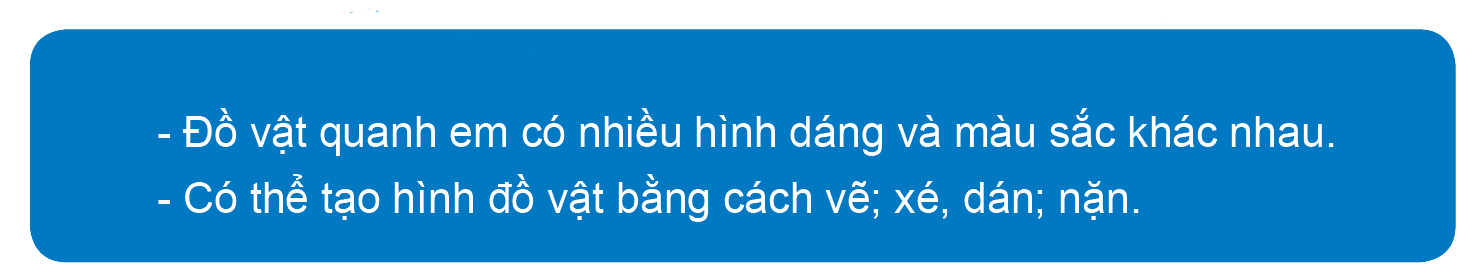 - Đồ vật quanh em có nhiều hình dáng và màu sắc khác nhau.
- Có thể tạo hình đồ vật bằng cách vẽ; xé, dán; nặn.